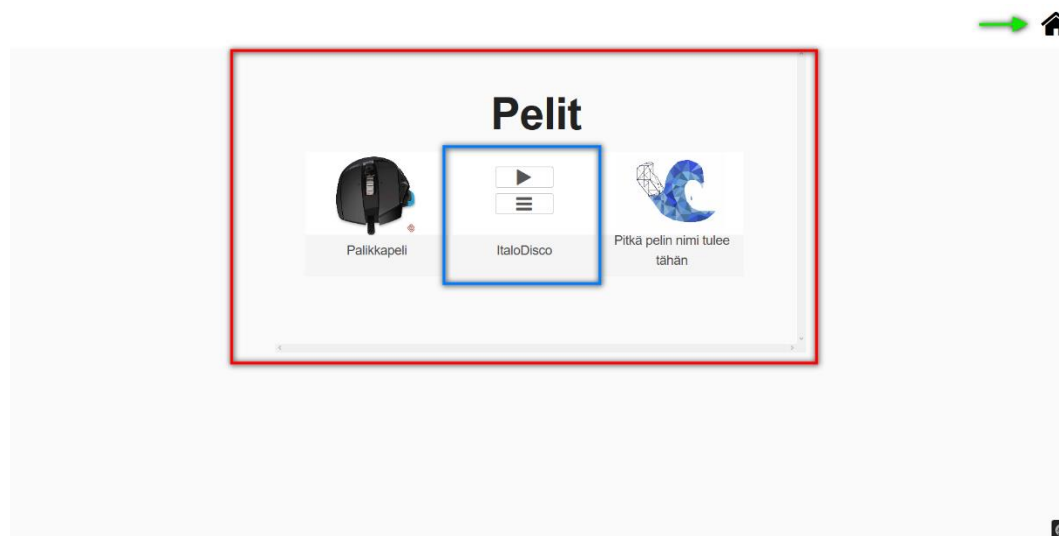 Pelit
Palikkapeli
ItaloDisco
Pitkä pelin nimi tulee
tähän